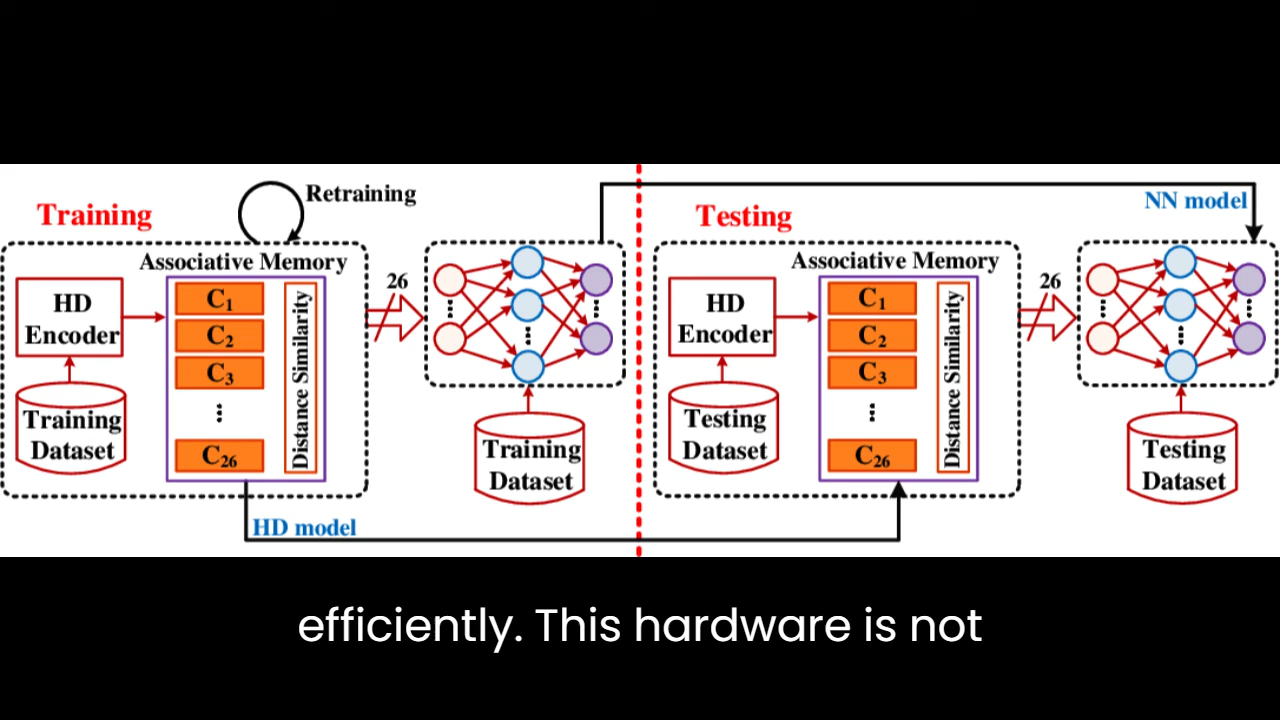 Training
Retraining
Associative Memory
HD
Encoder
Training
Dataset
C1
C2
C3
C26
Distance Similarity
26
Training
Dataset
HD model
Testing
NN model
Associative Memory
HD
Encoder
Testing
Dataset
C1
C2
C3
C26
Distance Similarity
26
Testing
Dataset
efficiently. This hardware is not